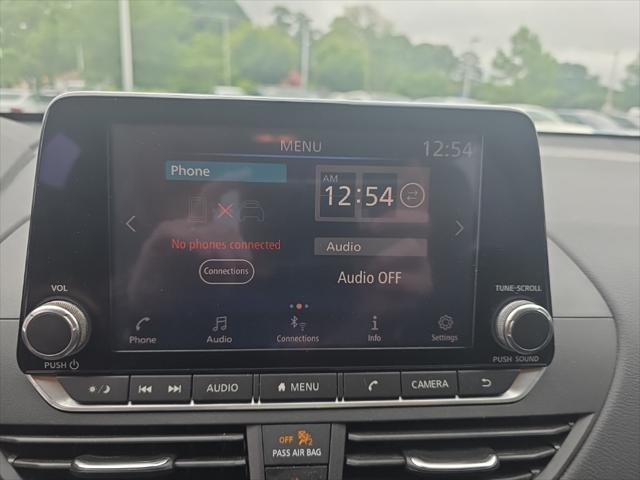 MENU 12:54
Phone
AM
12:54
No phones connected
Audio
Connections
Audio OFF
VOL
TUNE·SCROLL
Phone Audio Connections Info Settings
PUSH
PUSH SOUND
AUDIO MENU CAMERA
OFF
PASS AIR BAG